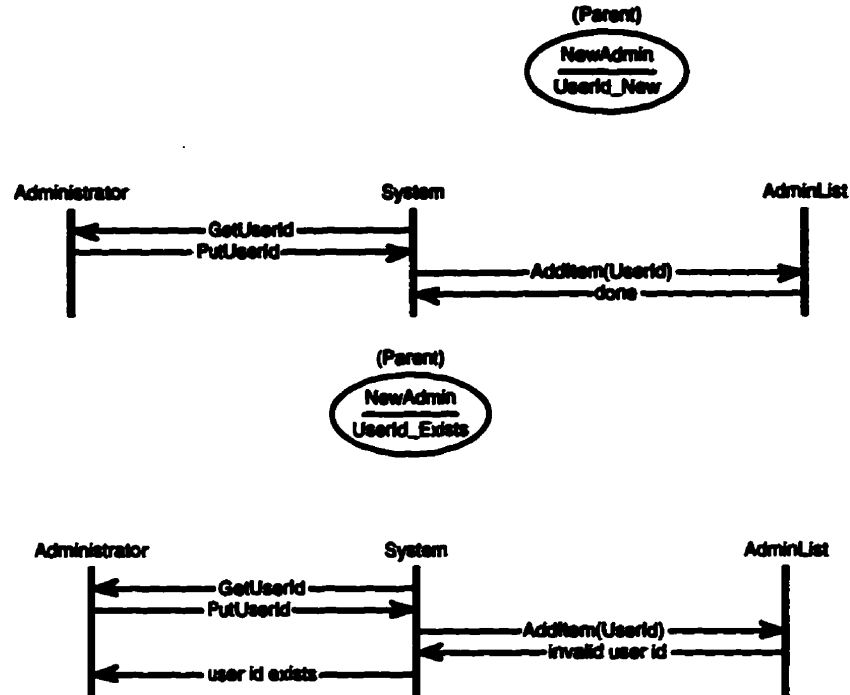 (Parent)
NewAdmin
UserId_New
Administrator
System
AdminList
GetUserId
PutUserId
AddItem(UserId)
done
(Parent)
NewAdmin
UserId_Exists
Administrator
System
AdminList
GetUserId
PutUserId
AddItem(UserId)
invalid user id
user id exists